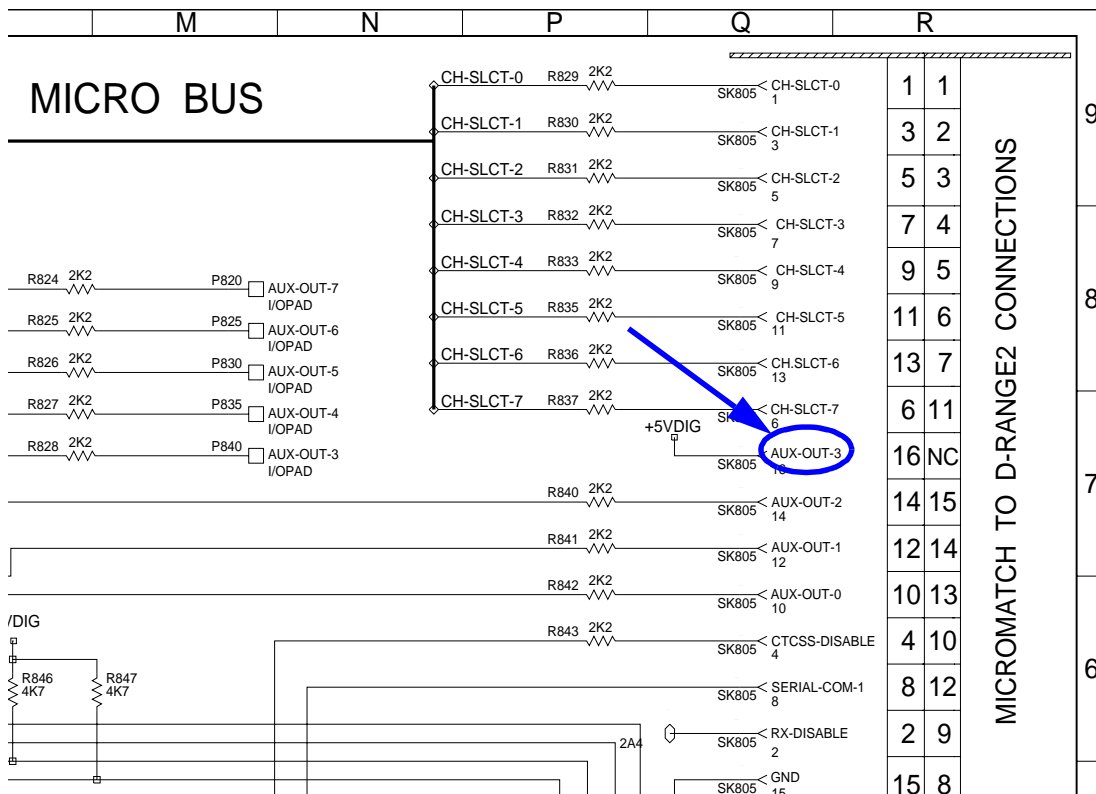 M N P Q R
MICRO BUS
CH-SLCT-0 R829 2K2 SK805 CH-SLCT-0 1 1 1
9
CH-SLCT-1 R830 2K2 SK805 CH-SLCT-1 3 3 2
CH-SLCT-2 R831 2K2 SK805 CH-SLCT-2 5 5 3
CH-SLCT-3 R832 2K2 SK805 CH-SLCT-3 7 7 4
CH-SLCT-4 R833 2K2 SK805 CH-SLCT-4 9 9 5
R824 2K2 P820 AUX-OUT-7
I/OPAD
8
CH-SLCT-5 R835 2K2 SK805 CH-SLCT-5 11 11 6
R825 2K2 P825 AUX-OUT-6
I/OPAD
CH-SLCT-6 R836 2K2 SK805 CH.SLCT-6 13 13 7
R826 2K2 P830 AUX-OUT-5
I/OPAD
CH-SLCT-7 R837 2K2 CH-SLCT-7 6 6 11
R827 2K2 P835 AUX-OUT-4
I/OPAD
+5VDIG SK805 AUX-OUT-3 16 NC
R828 2K2 P840 AUX-OUT-3
I/OPAD
7
R840 2K2 SK805 AUX-OUT-2 14 14 15
R841 2K2 SK805 AUX-OUT-1 12 12 14
R842 2K2 SK805 AUX-OUT-0 10 10 13
VDIG
R843 2K2 SK805 CTCSS-DISABLE 4 4 10
6
R846 4K7
R847 4K7
SK805 SERIAL-COM-1 8 8 12
2A4
SK805 RX-DISABLE 2 2 9
SK805 GND 15 15 8
MICROMATCH TO D-RANGE2 CONNECTIONS